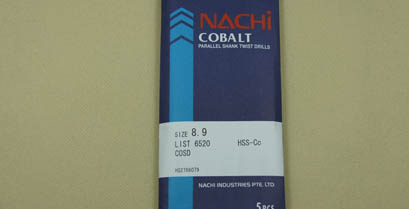 NACHi
COBALT
PARALLEL SHANK TWIST DRILLS
SIZE 8.9
LIST 6520 HSS-Co
COSD
NACHI INDUSTRIES PTE. LTD.
5 PCS